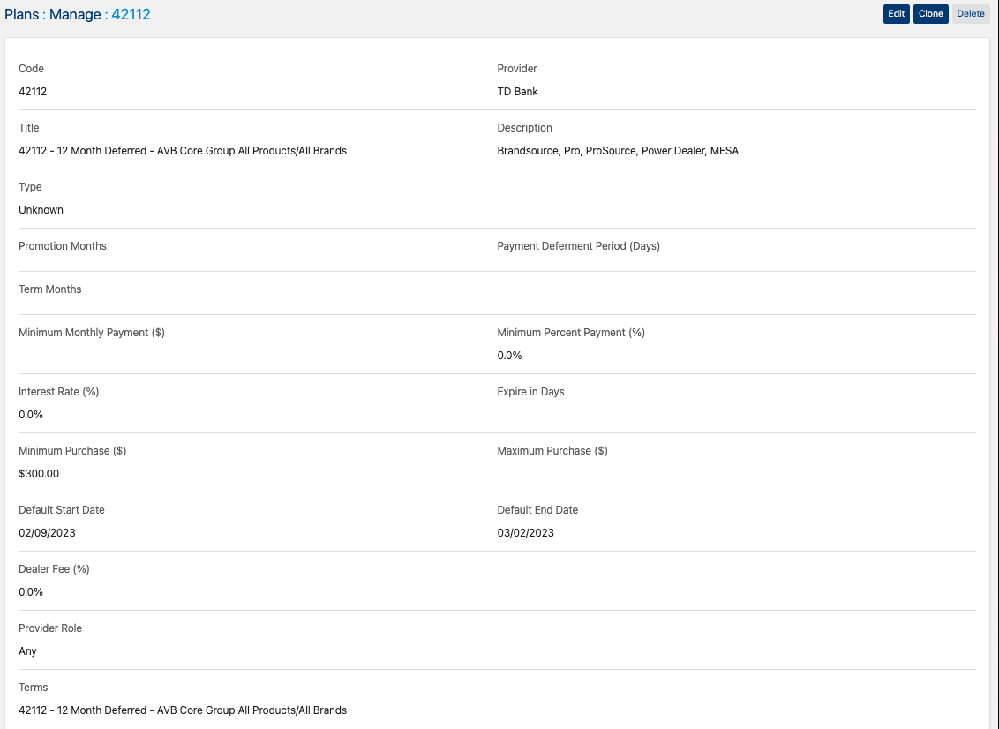 Plans : Manage : 42112
Edit Clone Delete
Code Provider
42112 TD Bank
Title Description
42112 - 12 Month Deferred - AVB Core Group All Products/All Brands Brandsource, Pro, ProSource, Power Dealer, MESA
Type
Unknown
Promotion Months Payment Deferment Period (Days)
Term Months
Minimum Monthly Payment ($) Minimum Percent Payment (%)
0.0%
Interest Rate (%) Expire in Days
0.0%
Minimum Purchase ($) Maximum Purchase ($)
$300.00
Default Start Date Default End Date
02/09/2023 03/02/2023
Dealer Fee (%)
0.0%
Provider Role
Any
Terms
42112 - 12 Month Deferred - AVB Core Group All Products/All Brands